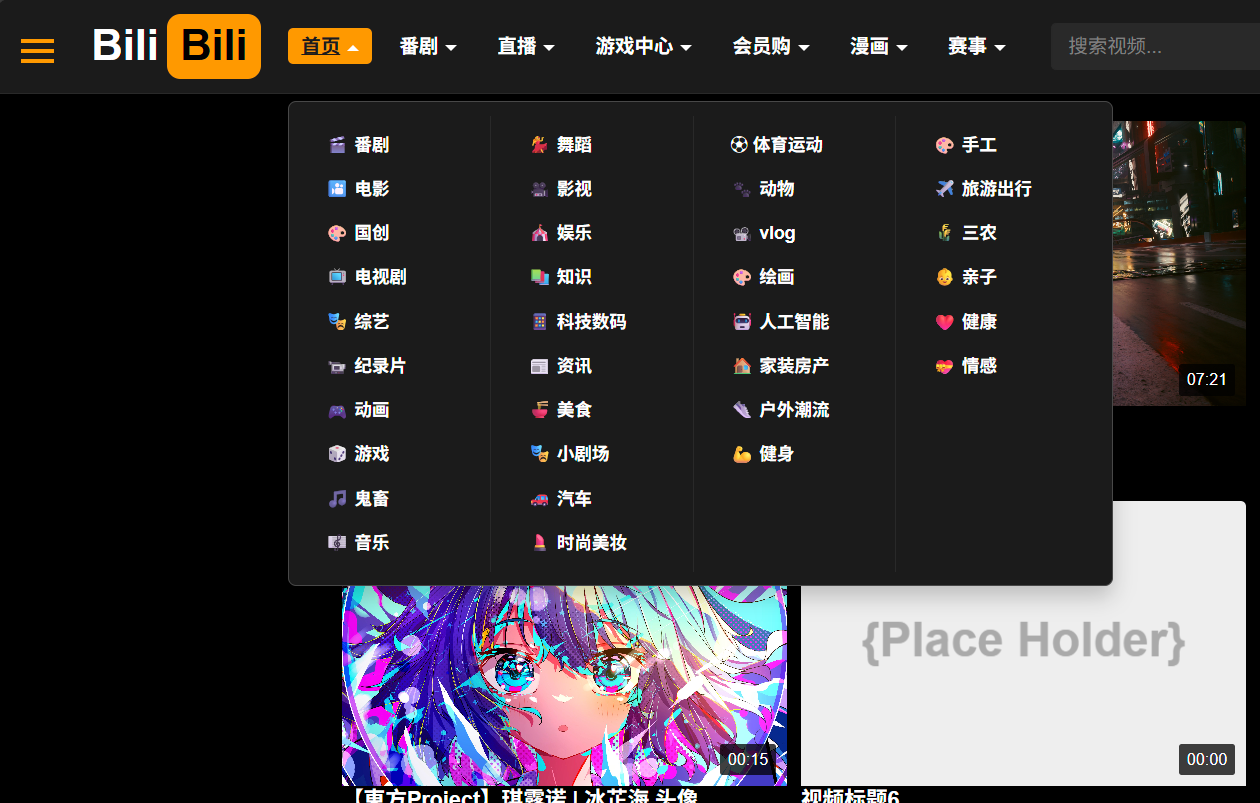 Bili Bili 首页 番剧 直播 游戏中心 会员购 漫画 赛事 搜索视频...
番剧
电影
国创
电视剧
综艺
纪录片
动画
游戏
鬼畜
音乐
舞蹈
影视
娱乐
知识
科技数码
资讯
美食
小剧场
汽车
时尚美妆
体育运动
动物
vlog
绘画
人工智能
家装房产
户外潮流
健身
手工
旅游出行
三农
亲子
健康
情感
07:21
{Place Holder}
00:15
00:00
【東方Project】琪露诺 | 冰芷海 头像
视频标题6